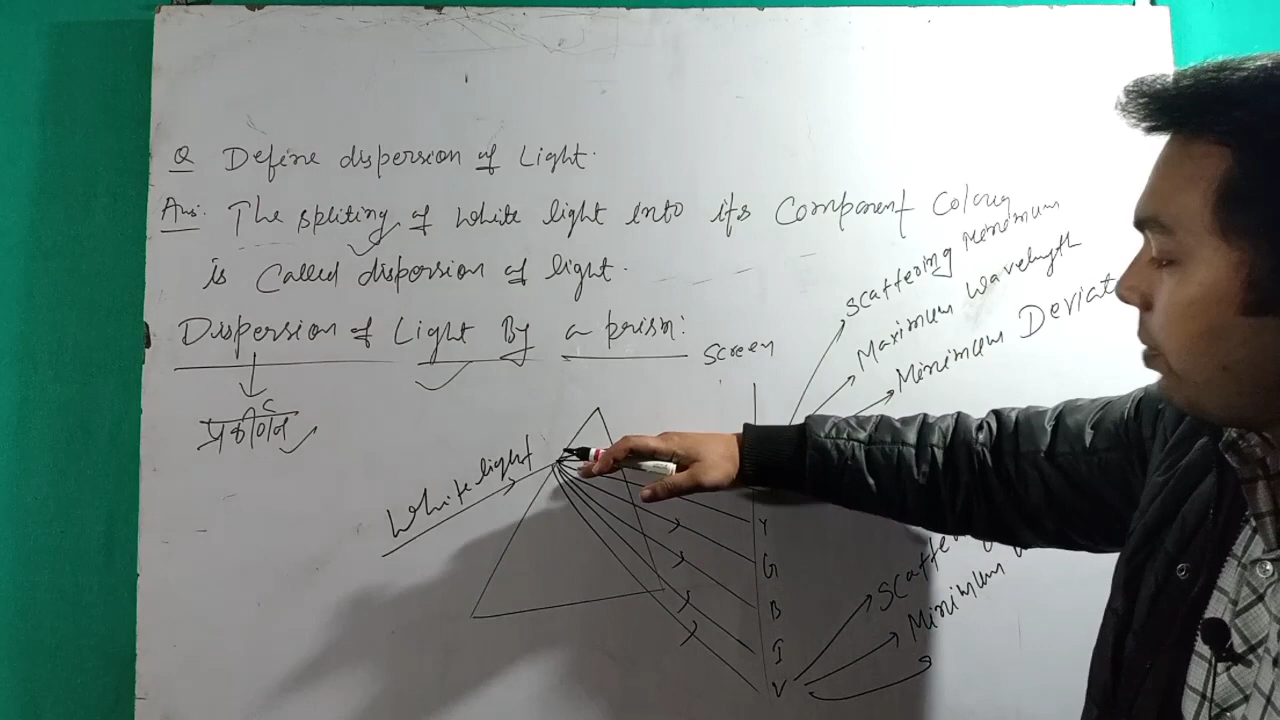 Q Define dispersion of Light.
Ans: The spliting of white light into its Component Colour
is Called dispersion of light.
Dispersion of Light By a prism:
प्रकीर्णन
Screen
White light
Scattering Minimum
Maximum Wavelength
Minimum Deviat
Y
G
B
I
V
Scatte
Minimum